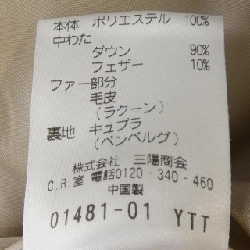 本体 ポリエステル 100%
中わた
ダウン 90%
フェザー 10%
ファー部分
毛皮
(ラクーン)
裏地 キュプラ
(ベンベルグ)
株式会社 三陽商会
C.R.室 電話0120-340-460
中国製
01481-01 YTT